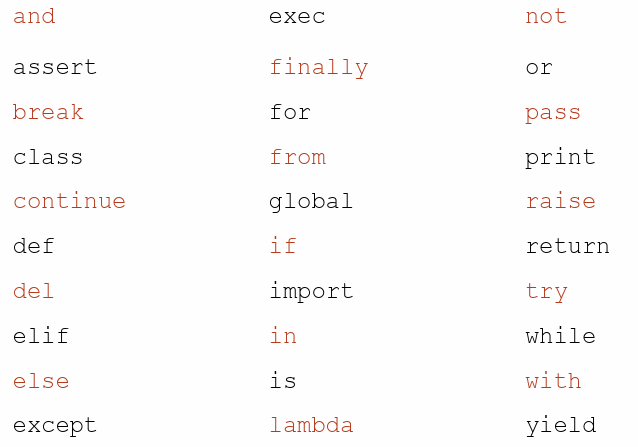 and exec not
assert finally or
break for pass
class from print
continue global raise
def if return
del import try
elif in while
else is with
except lambda yield